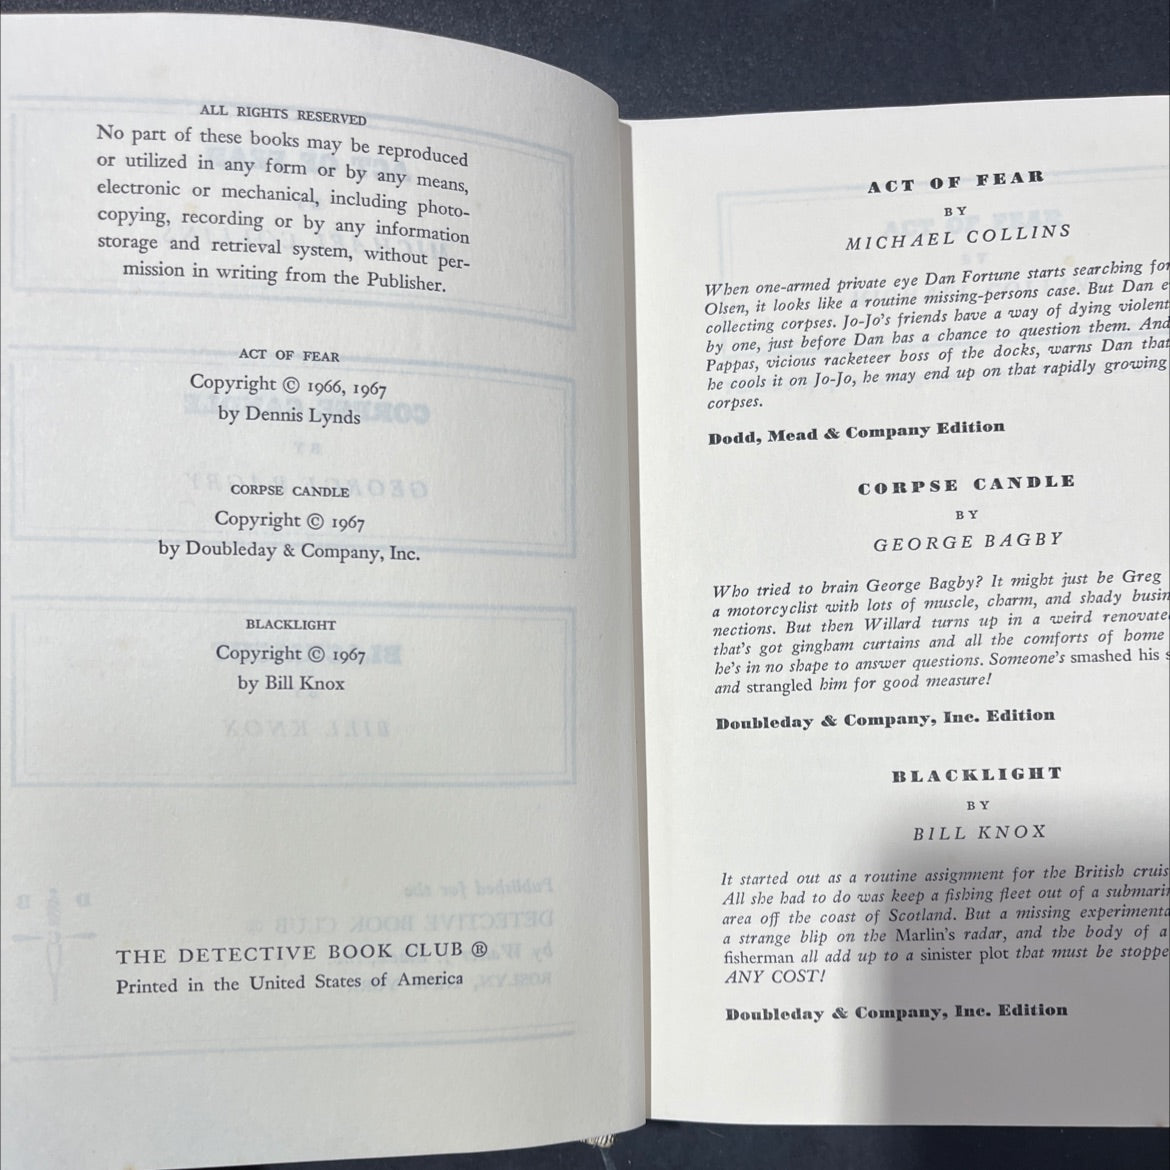 ALL RIGHTS RESERVED
No part of these books may be reproduced
or utilized in any form or by any means,
electronic or mechanical, including photo-
copying, recording or by any information
storage and retrieval system, without per-
mission in writing from the Publisher.
ACT OF FEAR
Copyright © 1966, 1967
by Dennis Lynds
CORPSE CANDLE
Copyright © 1967
by Doubleday & Company, Inc.
BLACKLIGHT
Copyright © 1967
by Bill Knox
THE DETECTIVE BOOK CLUB ®
Printed in the United States of America
ACT OF FEAR
BY
MICHAEL COLLINS
When one-armed private eye Dan Fortune starts searching for
Olsen, it looks like a routine missing-persons case. But Dan
collecting corpses. Jo-Jo's friends have a way of dying violent
by one, just before Dan has a chance to question them. And
Pappas, vicious racketeer boss of the docks, warns Dan that
he cools it on Jo-Jo, he may end up on that rapidly growing
corpses.
Dodd, Mead & Company Edition
CORPSE CANDLE
BY
GEORGE BAGBY
Who tried to brain George Bagby? It might just be Greg
a motorcyclist with lots of muscle, charm, and shady busin
nections. But then Willard turns up in a weird renovate
that's got gingham curtains and all the comforts of home
he's in no shape to answer questions. Someone's smashed his
and strangled him for good measure!
Doubleday & Company, Inc. Edition
BLACKLIGHT
BY
BILL KNOX
It started out as a routine assignment for the British cruis
All she had to do was keep a fishing fleet out of a submarin
area off the coast of Scotland. But a missing experimenta
a strange blip on the Marlin's radar, and the body of a
fisherman all add up to a sinister plot that must be stoppe
ANY COST!
Doubleday & Company, Inc. Edition